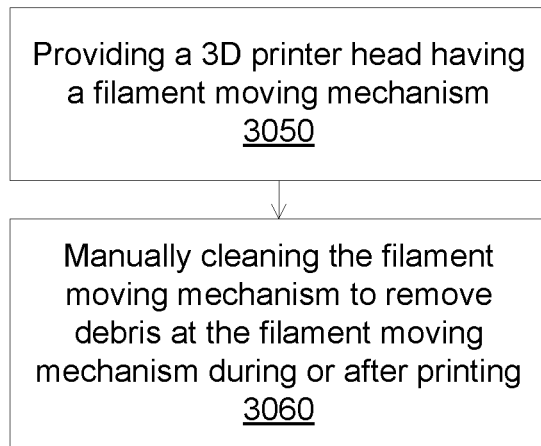 Providing a 3D printer head having
a filament moving mechanism
3050
Manually cleaning the filament
moving mechanism to remove
debris at the filament moving
mechanism during or after printing
3060